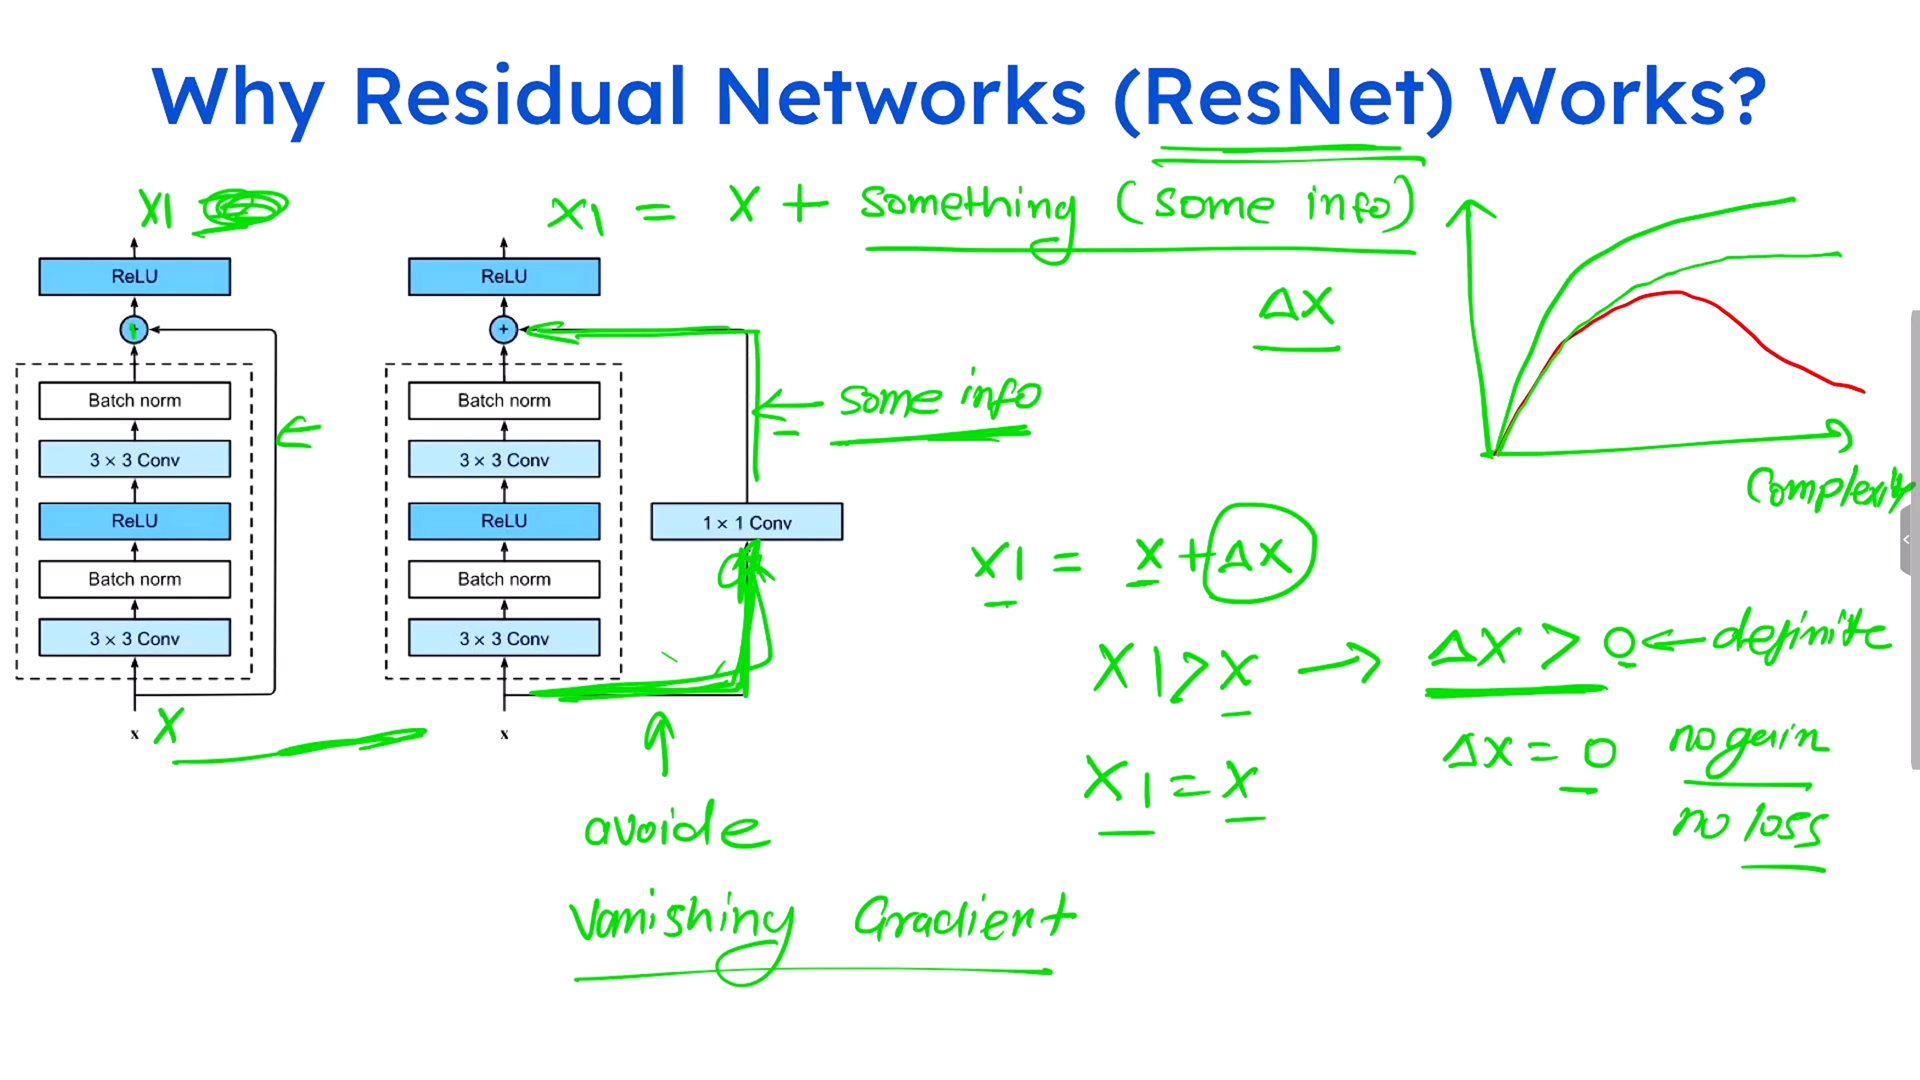 Why Residual Networks (ResNet) Works?
X1
x1 = x + something (some info)
Δx
ReLU
+
Batch norm
3 × 3 Conv
ReLU
Batch norm
3 × 3 Conv
x X
ReLU
+
Batch norm
3 × 3 Conv
ReLU
Batch norm
3 × 3 Conv
x
some info
1 × 1 Conv
avoide
Vanishing Gradient
Complexity
x1 = x + Δx
x1 > x → Δx > 0 ← definite
x1 = x
Δx = 0 no gain
no loss
<